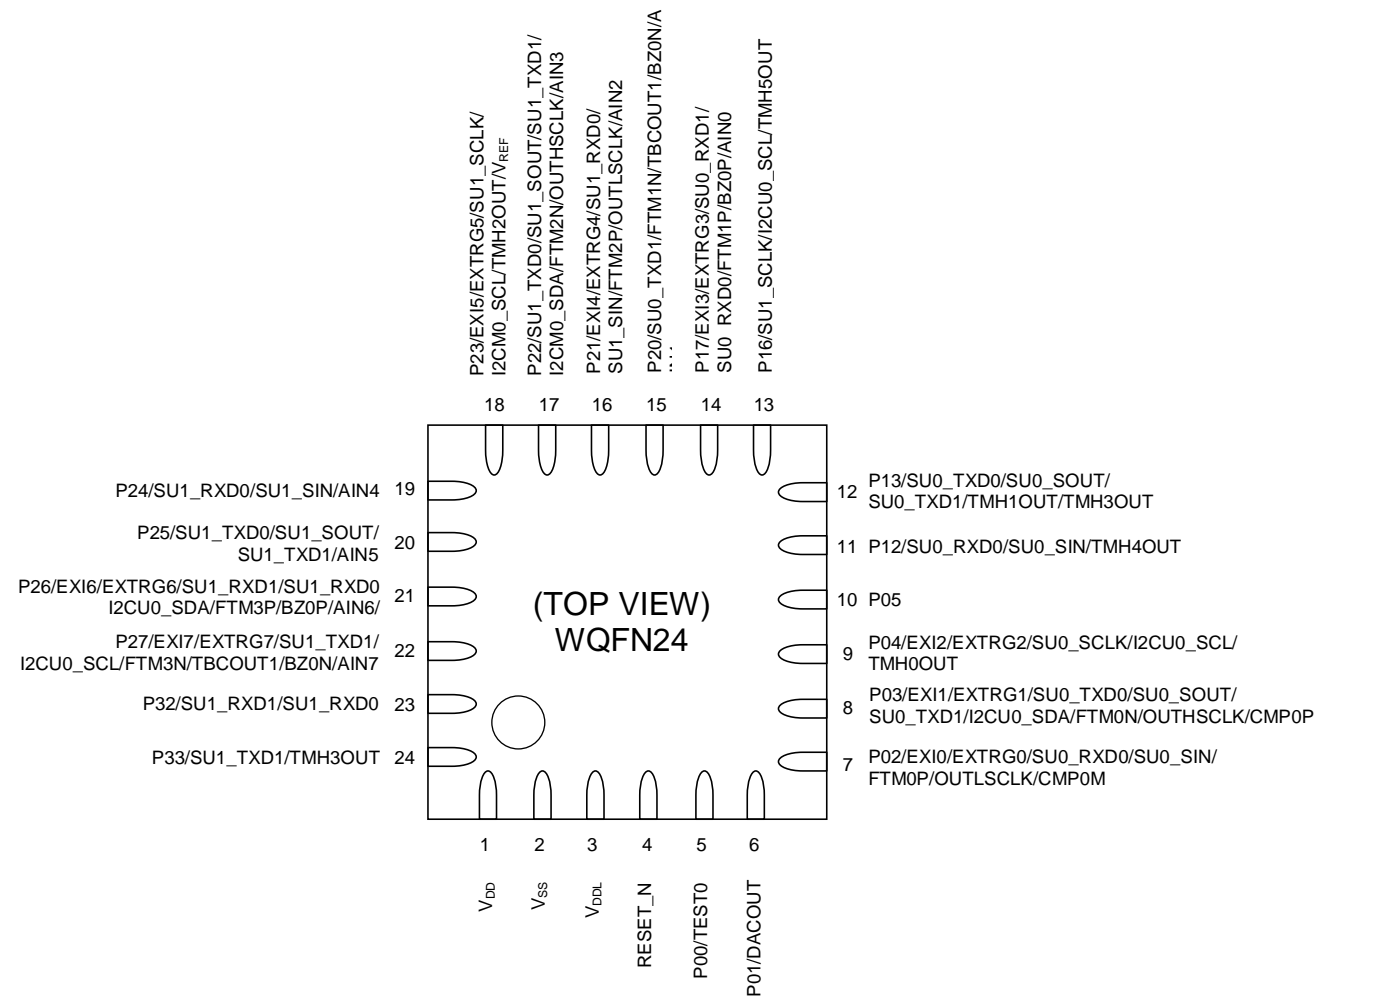 P23/EXI5/EXTRG5/SU1_SCLK/
I2CM0_SCL/TMH2OUT/VREF
P22/SU1_TXD0/SU1_SOUT/SU1_TXD1/
I2CM0_SDA/FTM2N/OUTHSCLK/AIN3
P21/EXI4/EXTRG4/SU1_RXD0/
SU1_SIN/FTM2P/OUTLSCLK/AIN2
P20/SU0_TXD1/FTM1N/TBCOUT1/BZ0N/A
P17/EXI3/EXTRG3/SU0_RXD1/
SU0_RXD0/FTM1P/BZ0P/AIN0
P16/SU1_SCLK/I2CU0_SCL/TMH5OUT
18 17 16 15 14 13
P24/SU1_RXD0/SU1_SIN/AIN4 19
P25/SU1_TXD0/SU1_SOUT/
SU1_TXD1/AIN5 20
P26/EXI6/EXTRG6/SU1_RXD1/SU1_RXD0
I2CU0_SDA/FTM3P/BZ0P/AIN6/ 21
P27/EXI7/EXTRG7/SU1_TXD1/
I2CU0_SCL/FTM3N/TBCOUT1/BZ0N/AIN7 22
P32/SU1_RXD1/SU1_RXD0 23
P33/SU1_TXD1/TMH3OUT 24
(TOP VIEW)
WQFN24
12 P13/SU0_TXD0/SU0_SOUT/
SU0_TXD1/TMH1OUT/TMH3OUT
11 P12/SU0_RXD0/SU0_SIN/TMH4OUT
10 P05
9 P04/EXI2/EXTRG2/SU0_SCLK/I2CU0_SCL/
TMH0OUT
8 P03/EXI1/EXTRG1/SU0_TXD0/SU0_SOUT/
SU0_TXD1/I2CU0_SDA/FTM0N/OUTHSCLK/CMP0P
7 P02/EXI0/EXTRG0/SU0_RXD0/SU0_SIN/
FTM0P/OUTLSCLK/CMP0M
1 2 3 4 5 6
VDD
VSS
VDDL
RESET_N
P00/TEST0
P01/DACOUT